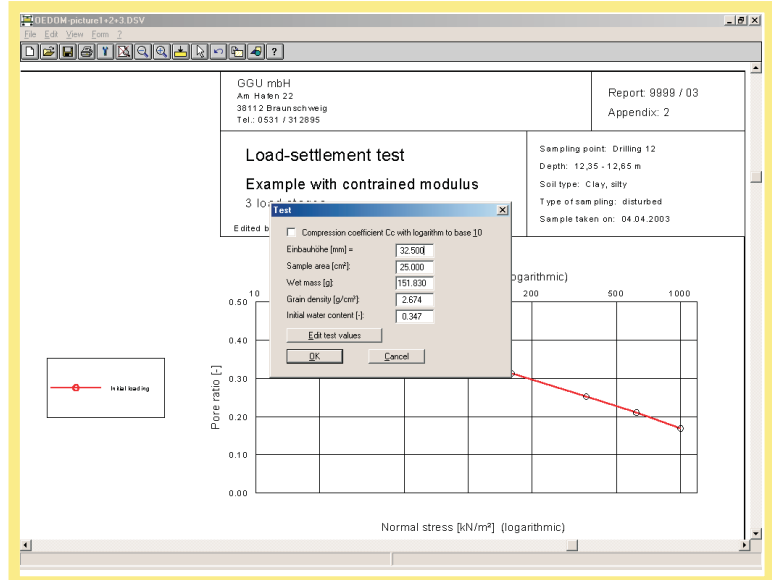 OEDOM-picture1+2+3.DSV
File Edit View Form ?
GGU mbH
Am Hafen 22
38112 Braunschweig
Tel.: 0531 / 312895
Report: 9999 / 03
Appendix: 2
Load-settlement test
Example with contrained modulus
3 load stages
Edited b
Sampling point: Drilling 12
Depth: 12,35 - 12,65 m
Soil type: Clay, silty
Type of sampling: disturbed
Sample taken on: 04.04.2003
Test
Compression coefficient Cc with logarithm to base 10
Einbauhöhe [mm] = 32.500
Sample area [cm²]: 25.000
Wet mass [g]: 151.830
Grain density [g/cm³]: 2.674
Initial water content [-]: 0.347
Edit test values
OK Cancel
ogarithmic)
10 200 500 1000
0.50
0.40
0.30
0.20
0.10
0.00
Pore ratio [-]
Initial loading
Normal stress [kN/m²] (logarithmic)